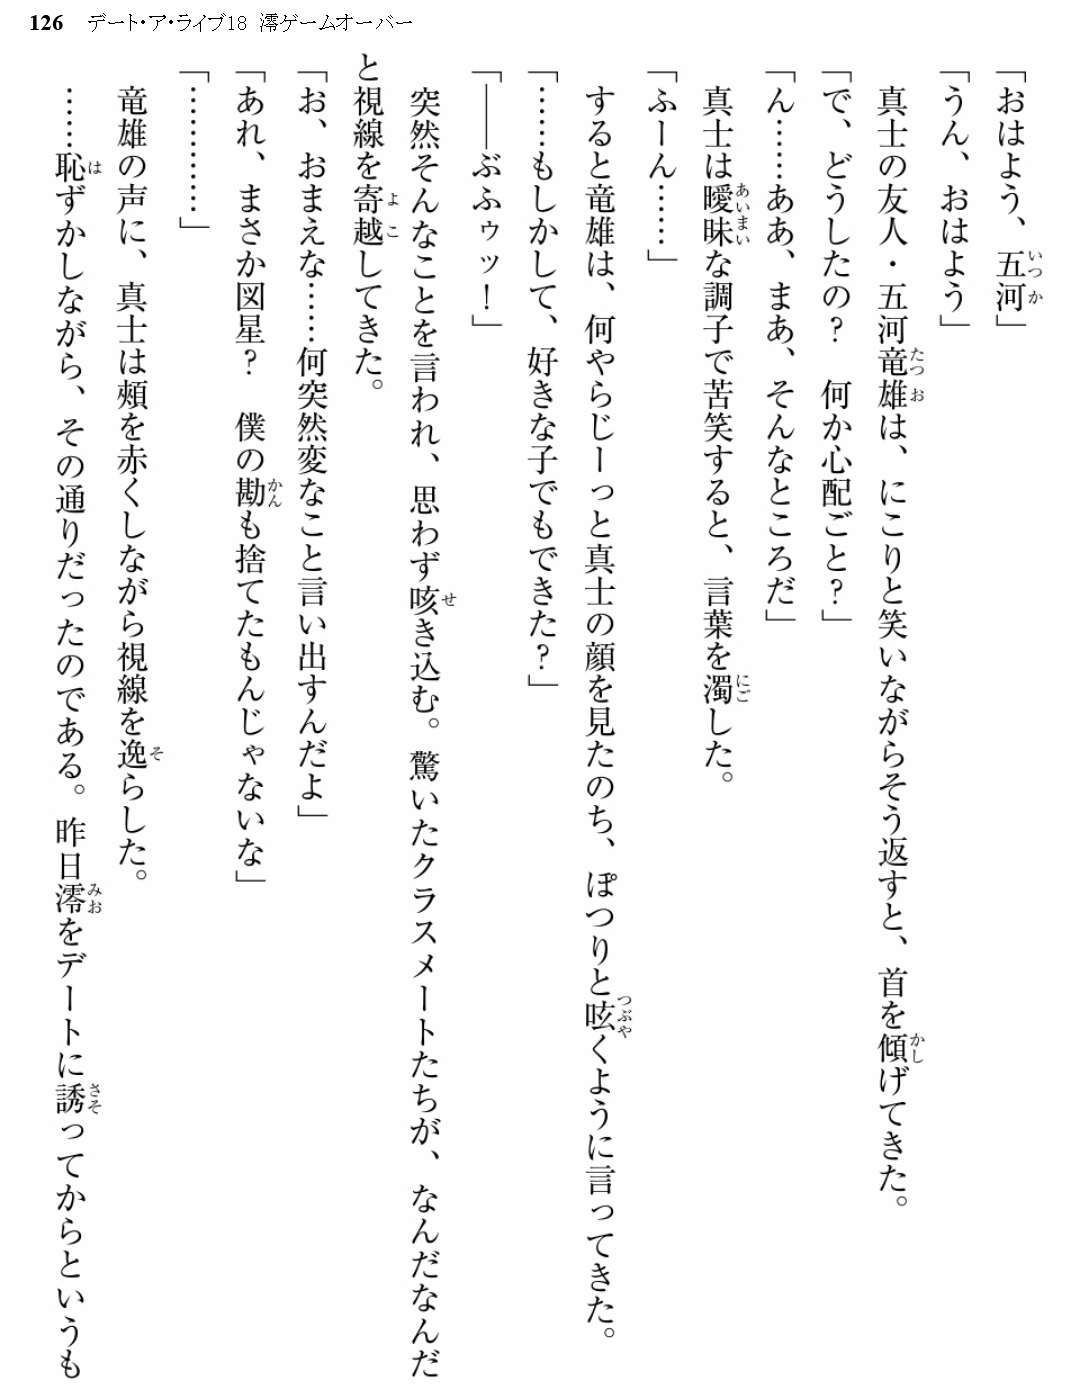 126 デート・ア・ライブ18 澪ゲームオーバー
「おはよう、五河」
「うん、おはよう」
真士の友人・五河竜雄は、にこりと笑いながらそう返すと、首を傾げてきた。
「で、どうしたの？　何か心配ごと？」
「ん……ああ、まあ、そんなところだ」
真士は曖昧な調子で苦笑すると、言葉を濁した。
「ふーん……」
すると竜雄は、何やらじーっと真士の顔を見たのち、ぽつりと呟くように言ってきた。
「……もしかして、好きな子でもできた？」
「――ぶふゥッ！」
突然そんなことを言われ、思わず咳き込む。驚いたクラスメートたちが、なんだなんだ
と視線を寄越してきた。
「お、おまえな……何突然変なこと言い出すんだよ」
「あれ、まさか図星？　僕の勘も捨てたもんじゃないな」
「…………」
竜雄の声に、真士は頬を赤くしながら視線を逸らした。
……恥ずかしながら、その通りだったのである。昨日澪をデートに誘ってからというも